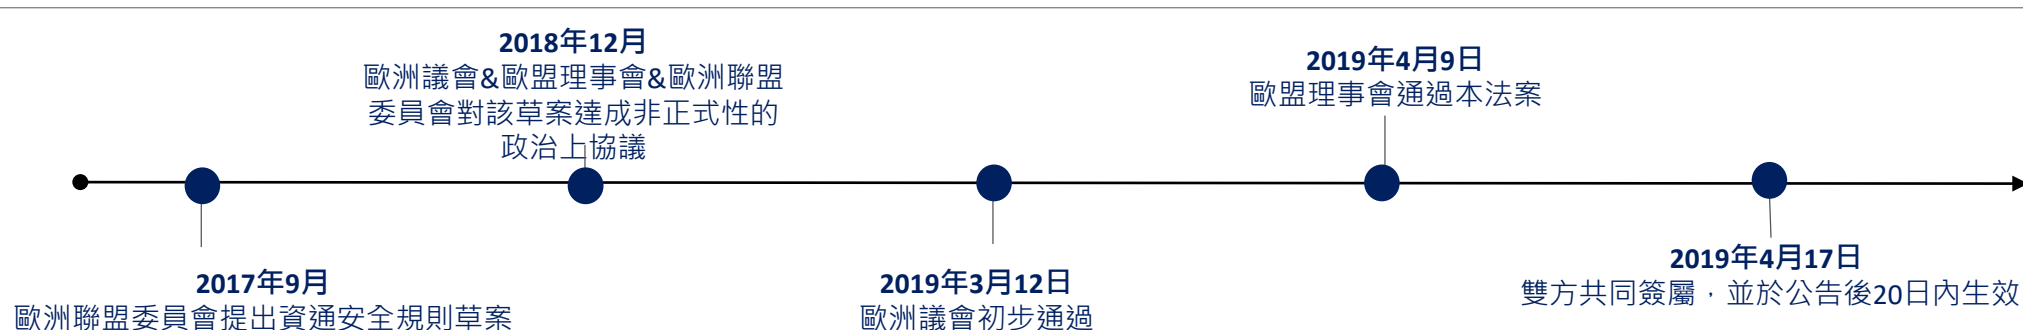 2018年12月
歐洲議會&歐盟理事會&歐洲聯盟
委員會對該草案達成非正式性的
政治上協議
2019年4月9日
歐盟理事會通過本法案
2017年9月
歐洲聯盟委員會提出資通安全規則草案
2019年3月12日
歐洲議會初步通過
2019年4月17日
雙方共同簽屬，並於公告後20日內生效